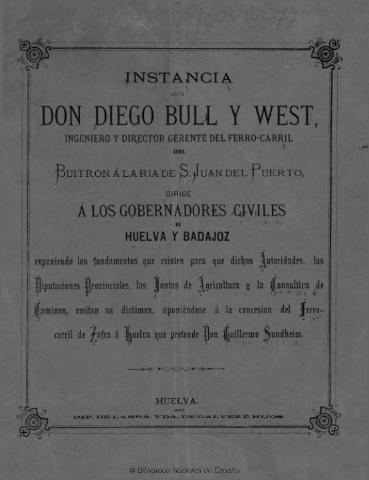 INSTANCIA
QUE
DON DIEGO BULL Y WEST,
INGENIERO Y DIRECTOR GERENTE DEL FERRO-CARRIL
DEL
BUITRON Á LA RIA DE S. JUAN DEL PUERTO,
DIRIGE
Á LOS GOBERNADORES CIVILES
DE
HUELVA Y BADAJOZ
exponiendo los fundamentos que existen para que dichas Autoridades, las
Diputaciones Provinciales, las Juntas de Agricultura y la Consultiva de
Caminos, emitan su dictámen, oponiéndose á la concesion del Ferro-
carril de Zafra á Huelva que pretende Don Guillermo Sundheim.
HUELVA.
IMP. DE LA SRA. VDA. DE GALVEZ É HIJOS.
© Biblioteca Nacional de España